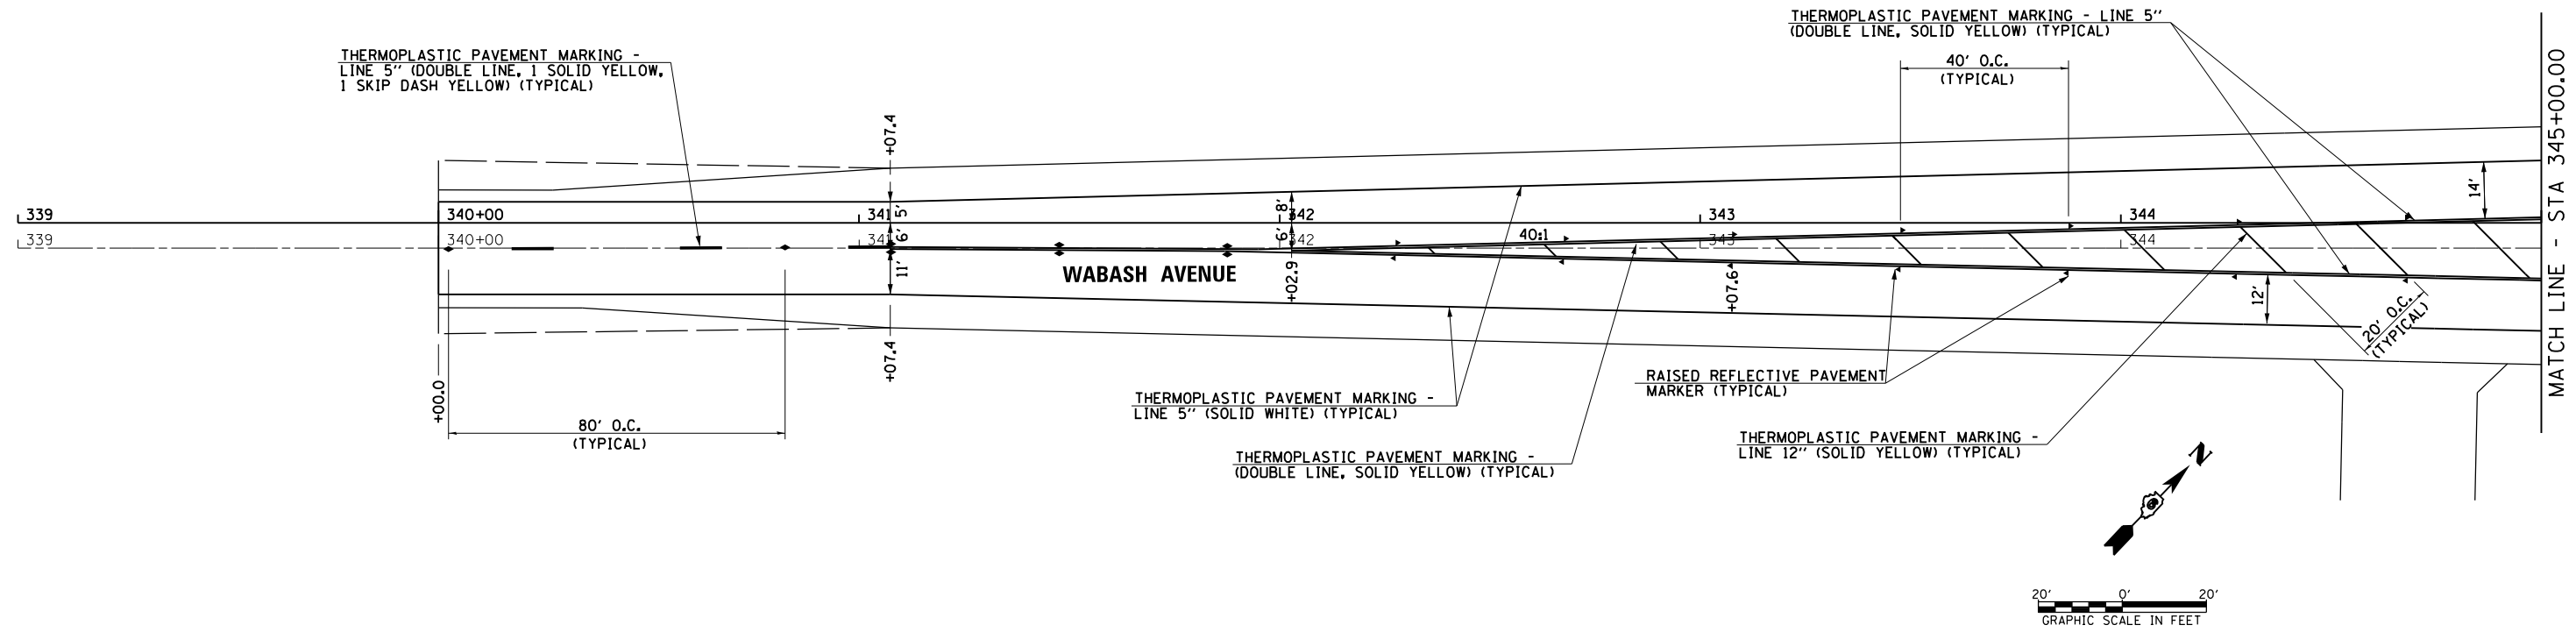 THERMOPLASTIC PAVEMENT MARKING - LINE 5"
(DOUBLE LINE, SOLID YELLOW) (TYPICAL)
THERMOPLASTIC PAVEMENT MARKING -
LINE 5" (DOUBLE LINE, 1 SOLID YELLOW,
1 SKIP DASH YELLOW) (TYPICAL)
40' O.C.
(TYPICAL)
MATCH LINE - STA 345+00.00
+07.4
14'
339
340+00
341
5'
8'
342
343
344
339
340+00
341
6'
6'
342
40:1
343
344
11'
WABASH AVENUE
+02.9
+07.6
12'
20' O.C.
(TYPICAL)
+07.4
+00.0
RAISED REFLECTIVE PAVEMENT
MARKER (TYPICAL)
THERMOPLASTIC PAVEMENT MARKING -
LINE 5" (SOLID WHITE) (TYPICAL)
80' O.C.
(TYPICAL)
THERMOPLASTIC PAVEMENT MARKING -
LINE 12" (SOLID YELLOW) (TYPICAL)
THERMOPLASTIC PAVEMENT MARKING -
(DOUBLE LINE, SOLID YELLOW) (TYPICAL)
N
20' 0' 20'
GRAPHIC SCALE IN FEET